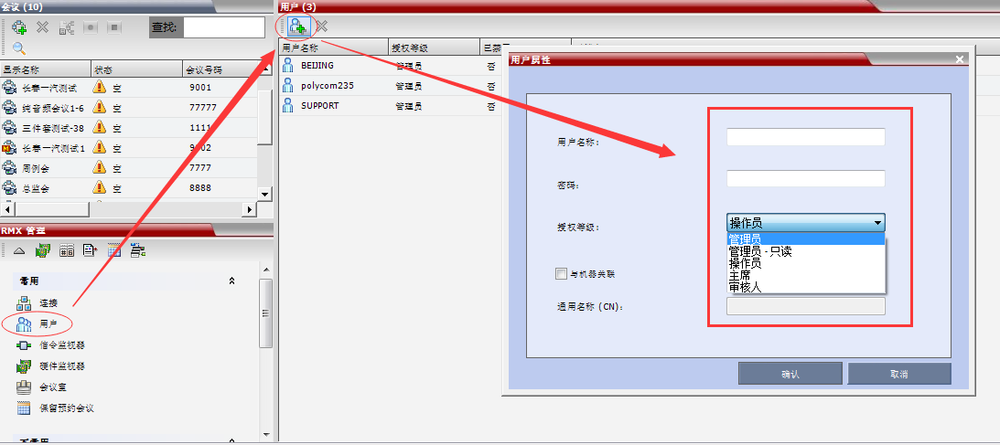 会议 (10)
查找:
显示名称 状态 会议号码
长春一汽测试 空 9001
纯音频会议1-6 空 77777
三件套测试-38 空 1111
长春一汽测试1 空 9002
周例会 空 7777
总监会 空 8888
RMX 管理
常用
连接
用户
信令监视器
硬件监视器
会议室
保留预约会议
不常用
用户 (3)
用户名称 授权等级
BEIJING 管理员 否
polycom235 管理员 否
SUPPORT 管理员 否
用户属性
用户名称:
密码:
授权等级: 操作员
管理员
管理员 - 只读
操作员
主席
审核人
与机器关联
通用名称 (CN):
确认 取消